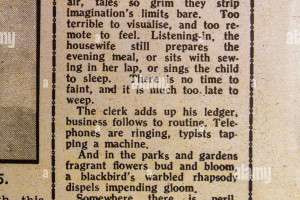 air, tales so grim they strip
imagination's limits bare. Too
terrible to visualise, and too re-
mote to feel. Listening-in, the
housewife still prepares the
evening meal, or sits with sew-
ing in her lap, or sings the child
to sleep. There is no time to
faint, and it is much too late to
weep.
The clerk adds up his ledger,
business follows to routine. Tele-
phones are ringing, typists tap-
ping a machine.
And in the parks and gardens
fragrant flowers bud and bloom,
a blackbird's warbled rhapsody
dispels impending gloom.
Somewhere there is peril
5.
th this
alamy
alamy